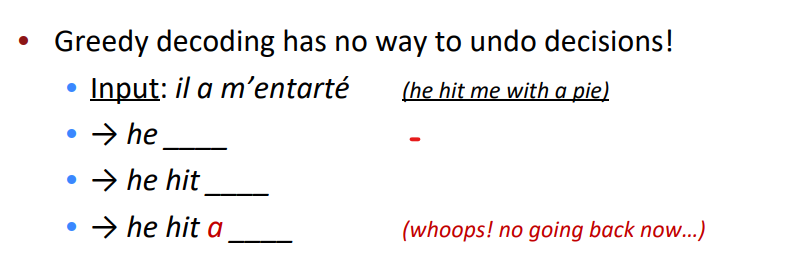 • Greedy decoding has no way to undo decisions!
• Input: il a m’entarté (he hit me with a pie)
• → he ____ -
• → he hit ____
• → he hit a ____ (whoops! no going back now…)